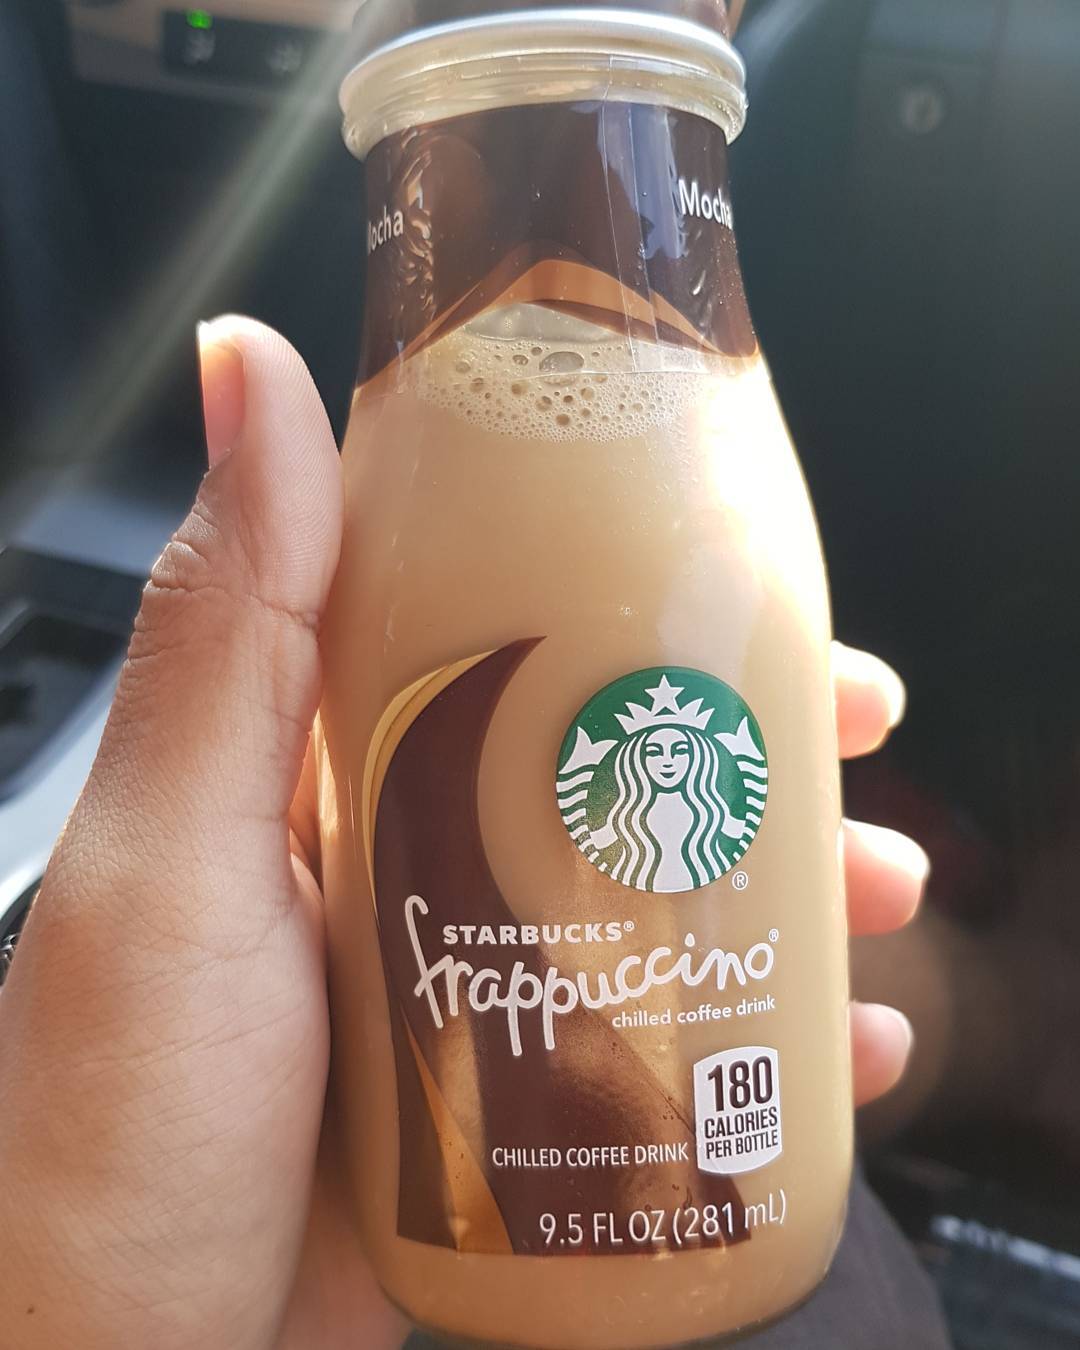 Mocha
Mocha
STARBUCKS®
frappuccino®
chilled coffee drink
180
CALORIES
PER BOTTLE
CHILLED COFFEE DRINK
9.5 FL OZ (281 mL)
®